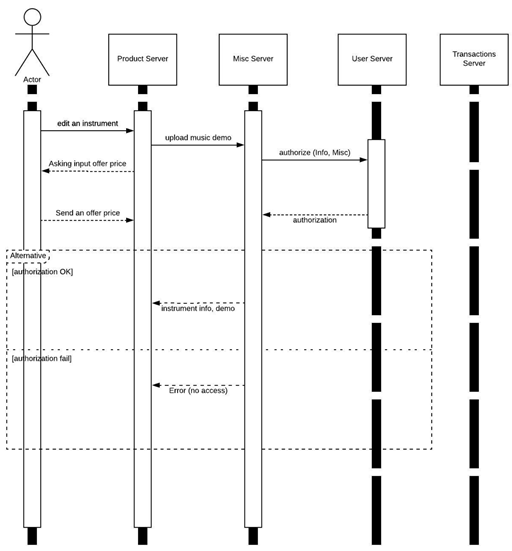 Actor
Product Server
Misc Server
User Server
Transactions
Server
edit an instrument
upload music demo
authorize (Info, Misc)
Asking input offer price
Send an offer price
authorization
Alternative
[authorization OK]
instrument info, demo
[authorization fail]
Error (no access)